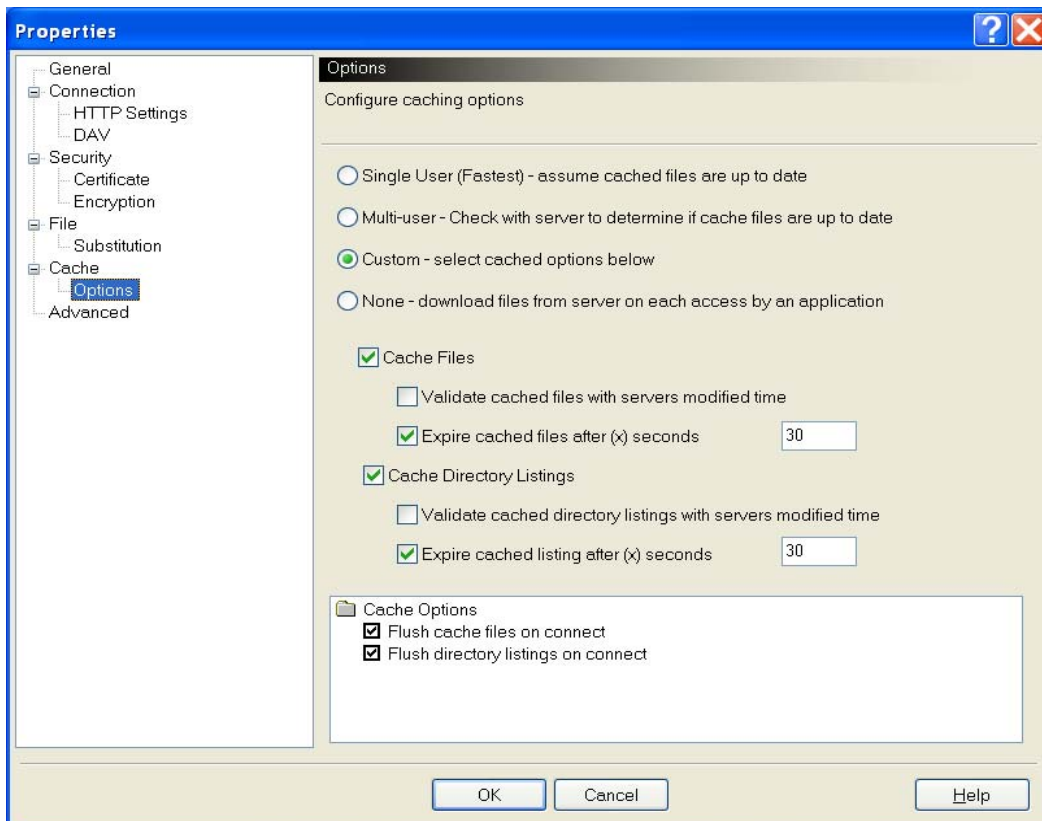 Properties
General
Connection
HTTP Settings
DAV
Security
Certificate
Encryption
File
Substitution
Cache
Options
Advanced
Options
Configure caching options
Single User (Fastest) - assume cached files are up to date
Multi-user - Check with server to determine if cache files are up to date
Custom - select cached options below
None - download files from server on each access by an application
Cache Files
Validate cached files with servers modified time
Expire cached files after (x) seconds 30
Cache Directory Listings
Validate cached directory listings with servers modified time
Expire cached listing after (x) seconds 30
Cache Options
Flush cache files on connect
Flush directory listings on connect
OK Cancel Help